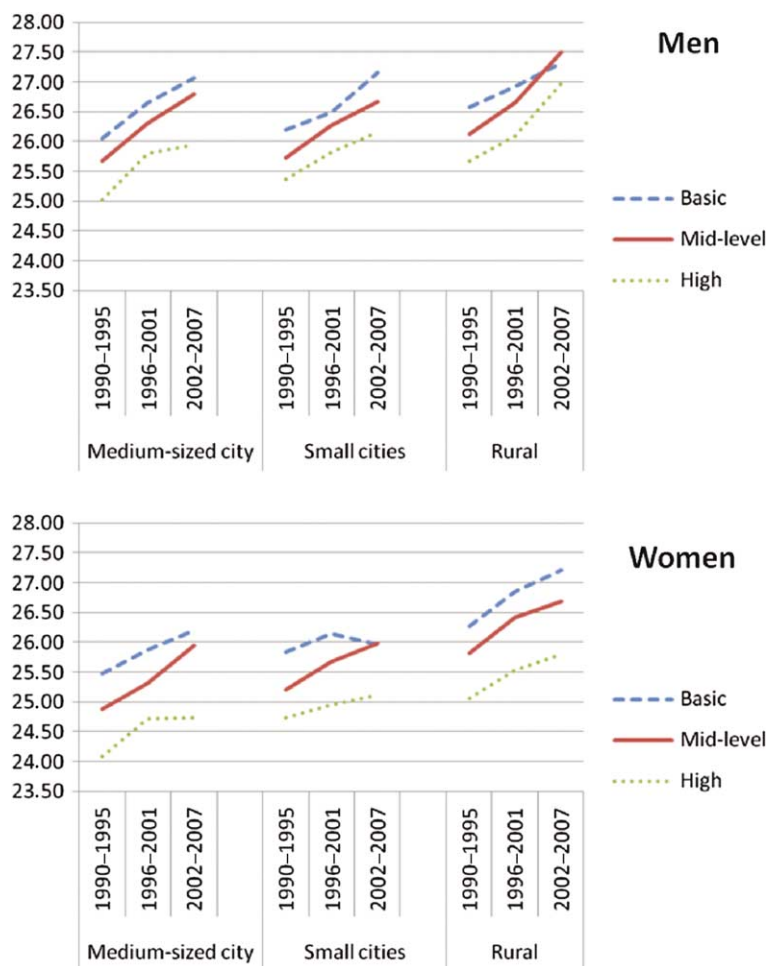 Men
28.00
27.50
27.00
26.50
26.00
25.50
25.00
24.50
24.00
23.50
Basic
Mid-level
High
1990–1995
1996–2001
2002–2007
1990–1995
1996–2001
2002–2007
1990–1995
1996–2001
2002–2007
Medium-sized city
Small cities
Rural
Women
28.00
27.50
27.00
26.50
26.00
25.50
25.00
24.50
24.00
23.50
Basic
Mid-level
High
1990–1995
1996–2001
2002–2007
1990–1995
1996–2001
2002–2007
1990–1995
1996–2001
2002–2007
Medium-sized city
Small cities
Rural